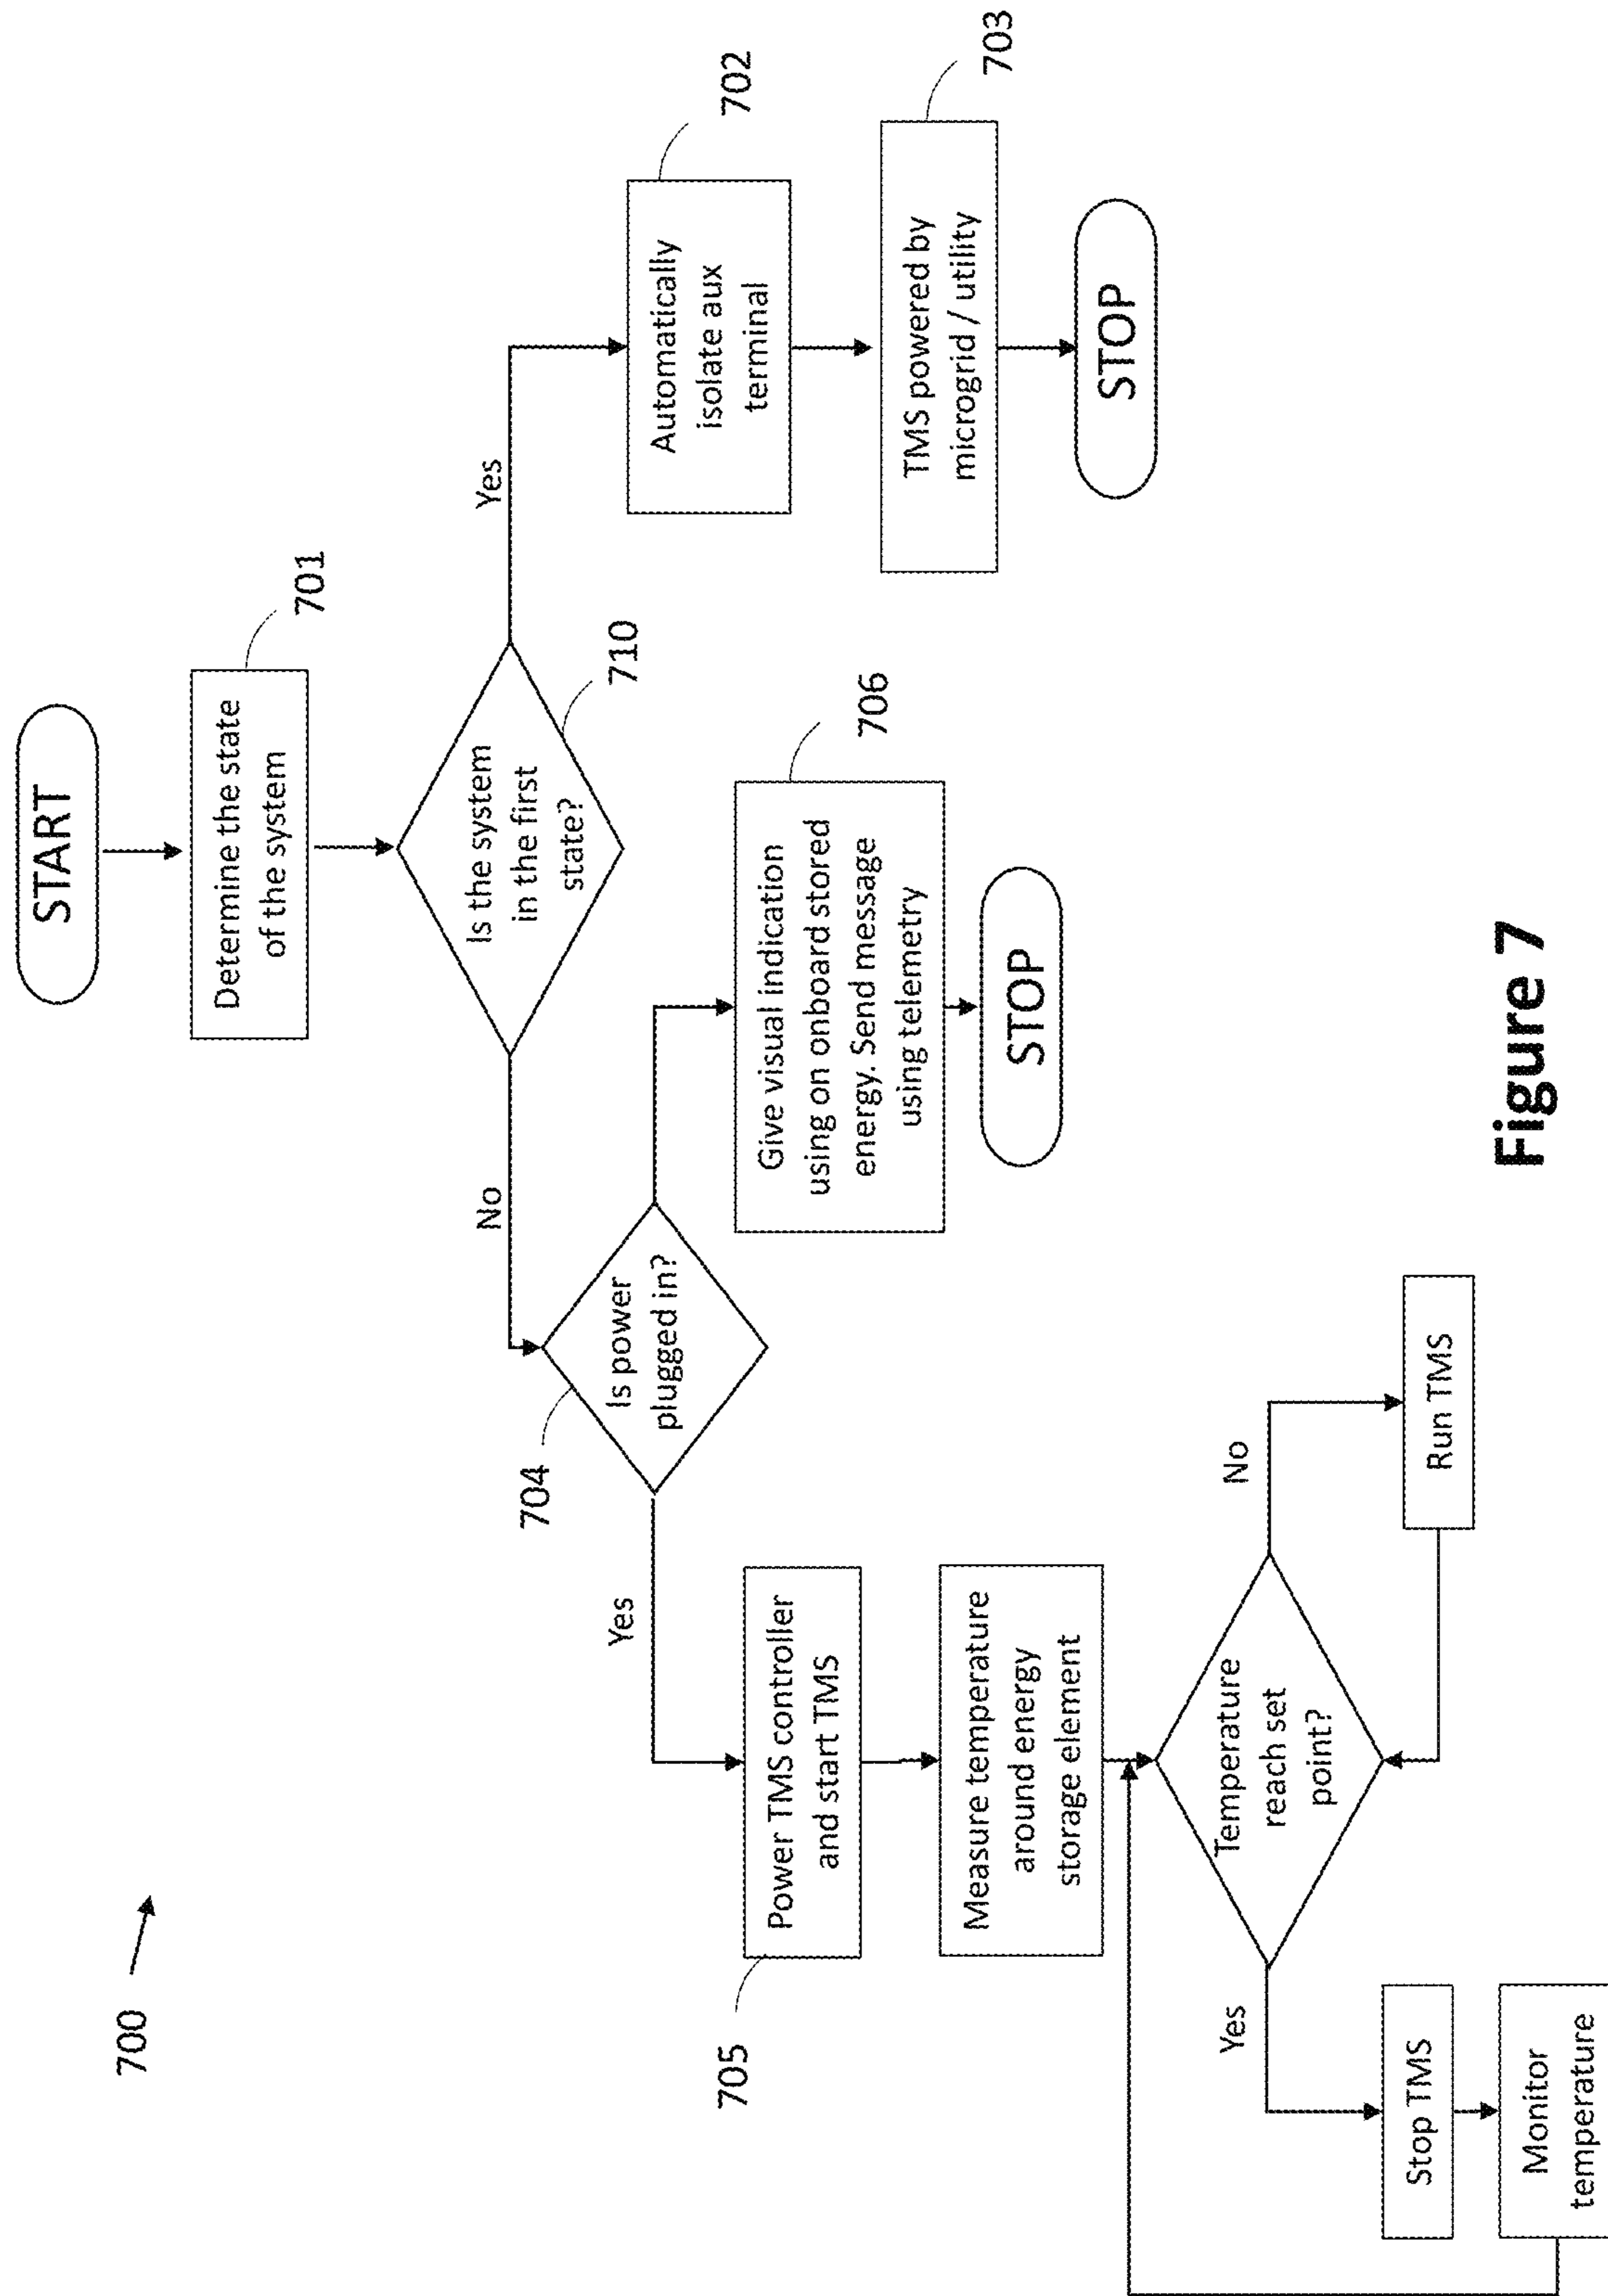 700
START
Determine the state
of the system
701
Is the system
in the first
state?
710
Yes
No
Automatically
isolate aux
terminal
702
TMS powered by
microgrid / utility
703
STOP
Is power
plugged in?
704
Give visual indication
using on onboard stored
energy. Send message
using telemetry
706
STOP
Yes
Power TMS controller
and start TMS
705
Measure temperature
around energy
storage element
Temperature
reach set
point?
No
Run TMS
Yes
Stop TMS
Monitor
temperature
Figure 7